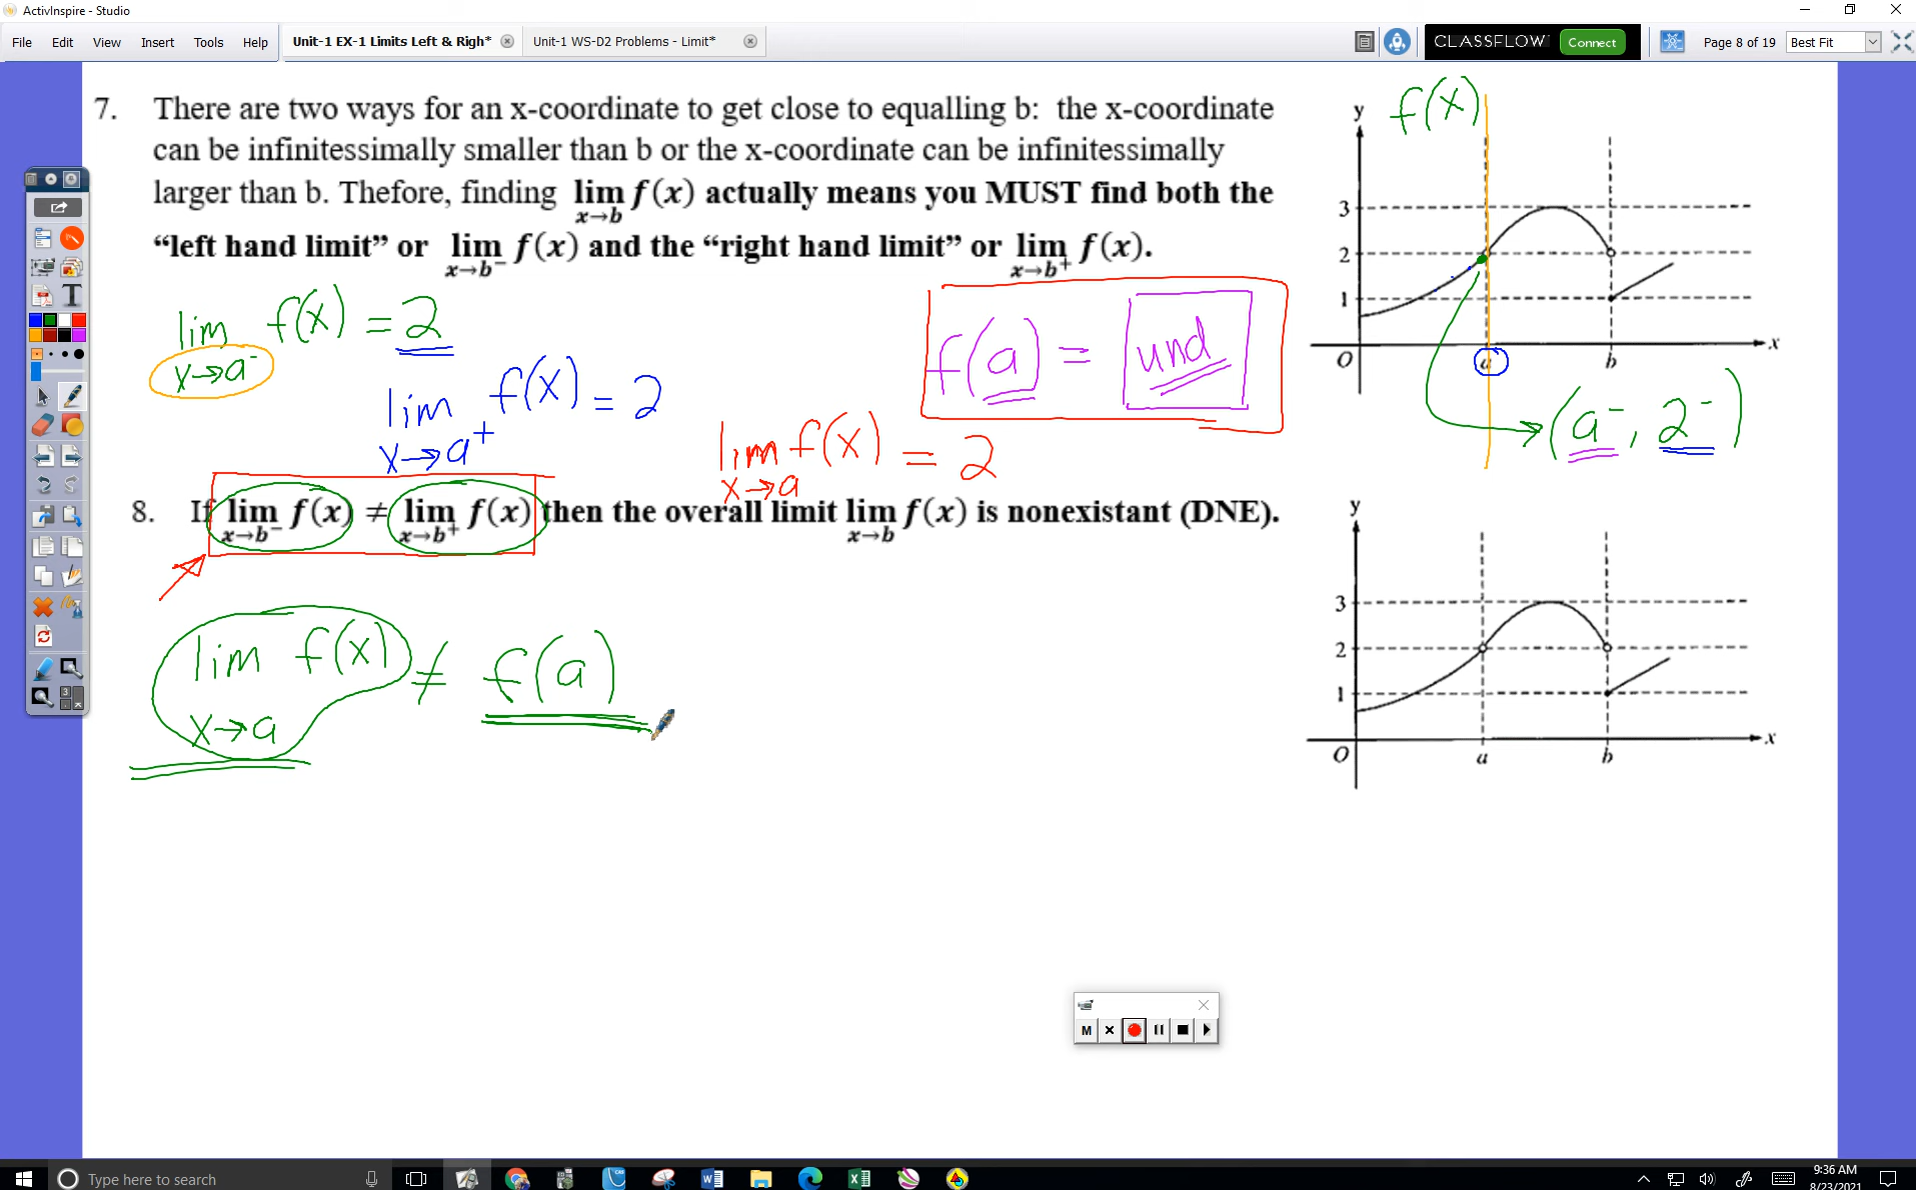 ActivInspire - Studio
File Edit View Insert Tools Help Unit-1 EX-1 Limits Left & Righ* Unit-1 WS-D2 Problems - Limit* CLASSFLOW Connect Page 8 of 19 Best Fit
7. There are two ways for an x-coordinate to get close to equalling b: the x-coordinate
can be infinitessimally smaller than b or the x-coordinate can be infinitessimally
larger than b. Thefore, finding lim x→b f(x) actually means you MUST find both the
“left hand limit” or lim x→b⁻ f(x) and the “right hand limit” or lim x→b⁺ f(x).
lim x→a⁻ f(x) = 2
lim x→a⁺ f(x) = 2
lim x→a f(x) = 2
f(a) = und
f(x)
y
3
2
1
O a b x
(a⁻, 2⁻)
8. If lim x→b⁻ f(x) ≠ lim x→b⁺ f(x) then the overall limit lim x→b f(x) is nonexistant (DNE).
lim x→a f(x) ≠ f(a)
y
3
2
1
O a b x
M
Type here to search
9:36 AM
8/23/2021